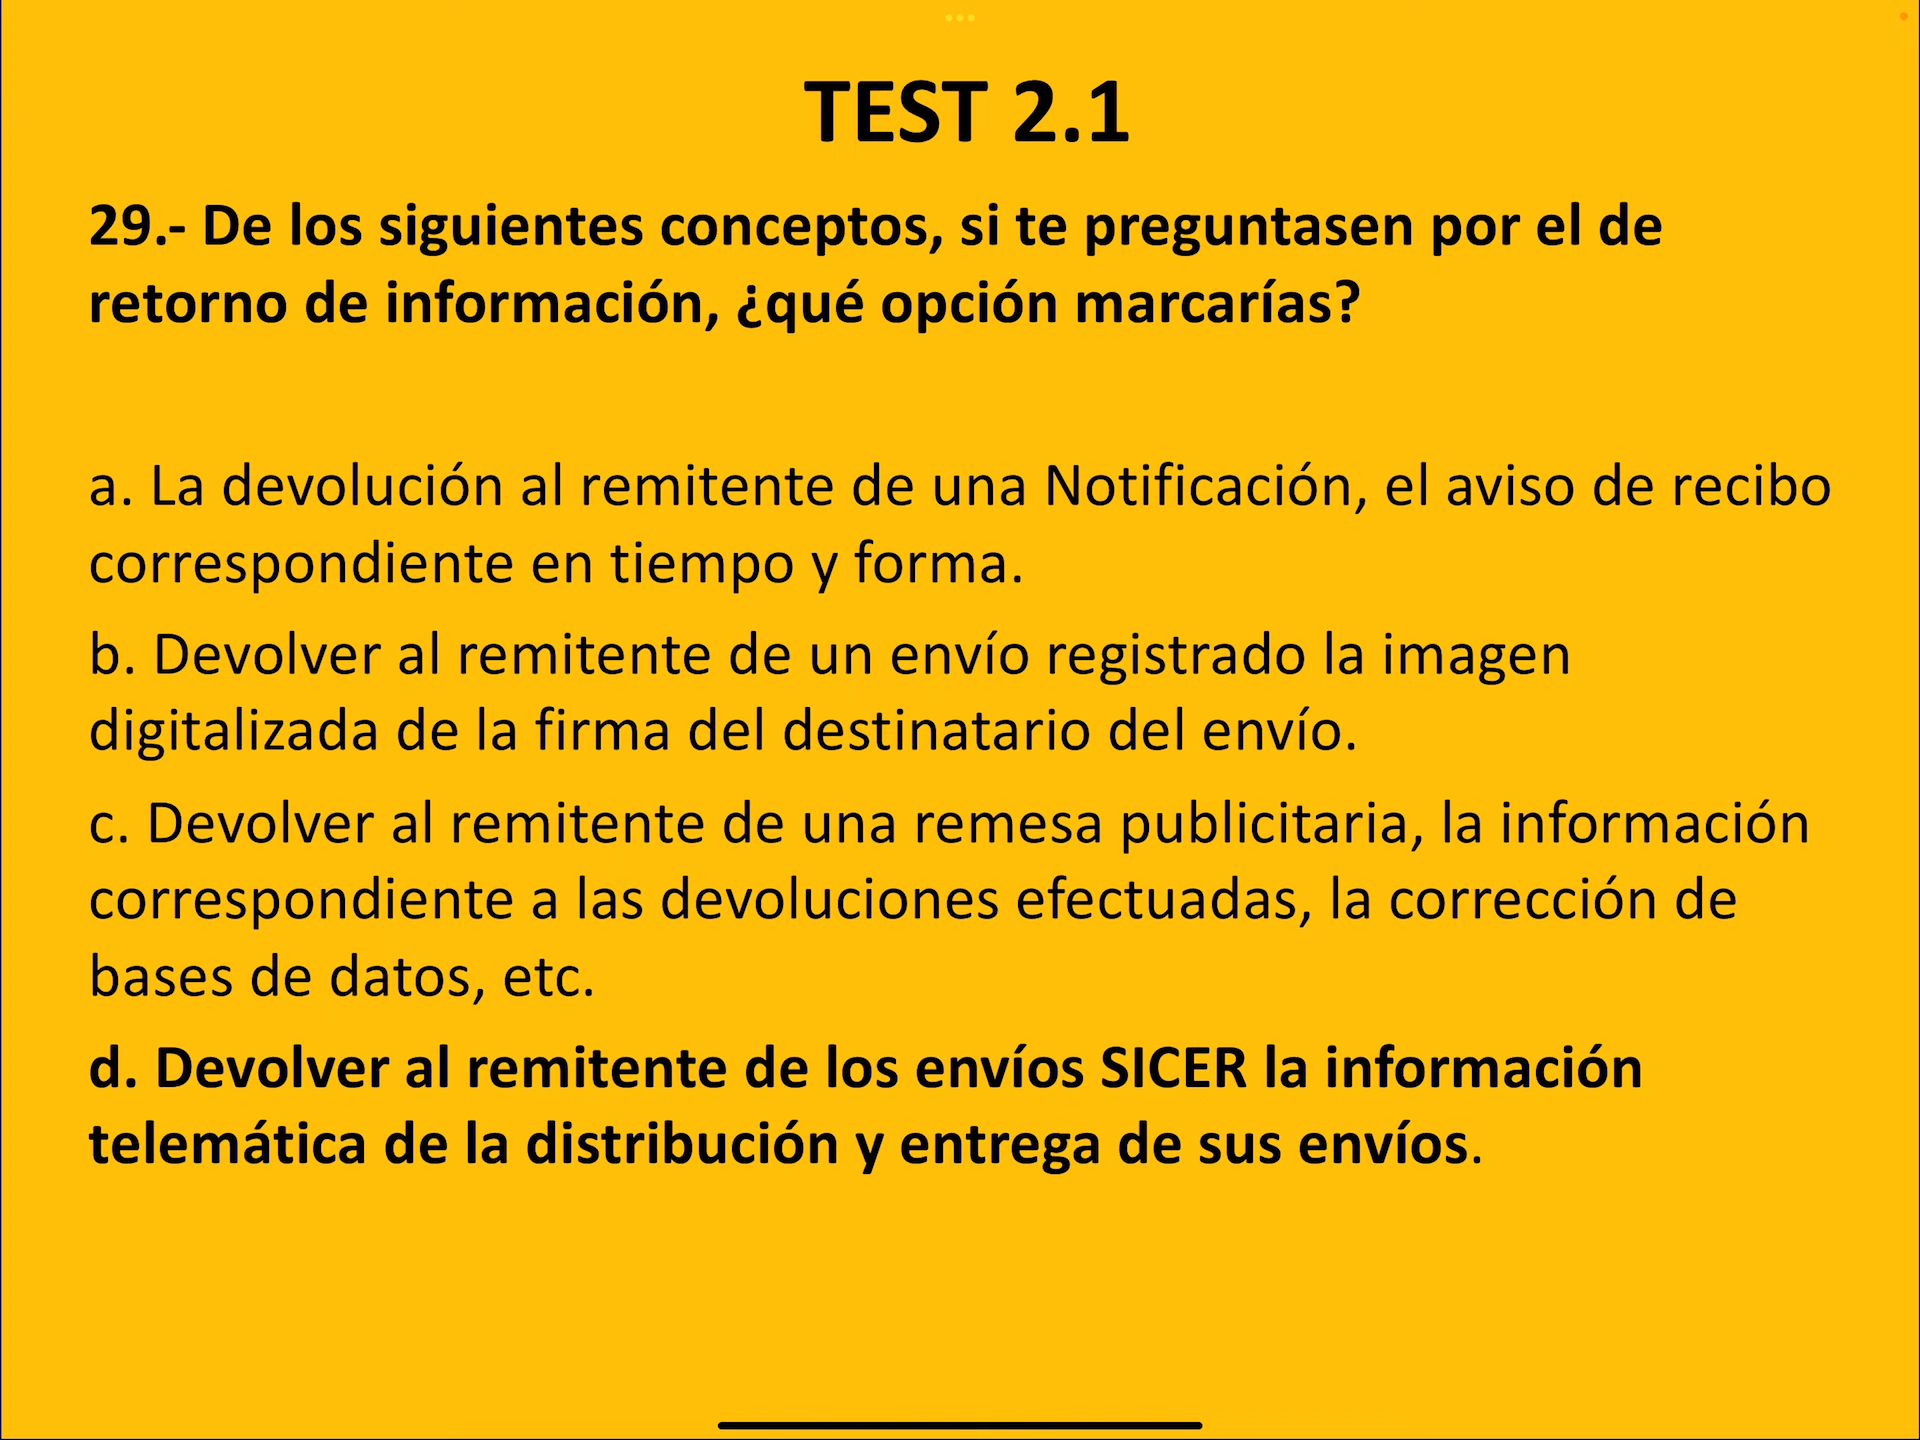 TEST 2.1
29.- De los siguientes conceptos, si te preguntasen por el de
retorno de información, ¿qué opción marcarías?
a. La devolución al remitente de una Notificación, el aviso de recibo
correspondiente en tiempo y forma.
b. Devolver al remitente de un envío registrado la imagen
digitalizada de la firma del destinatario del envío.
c. Devolver al remitente de una remesa publicitaria, la información
correspondiente a las devoluciones efectuadas, la corrección de
bases de datos, etc.
d. Devolver al remitente de los envíos SICER la información
telemática de la distribución y entrega de sus envíos.